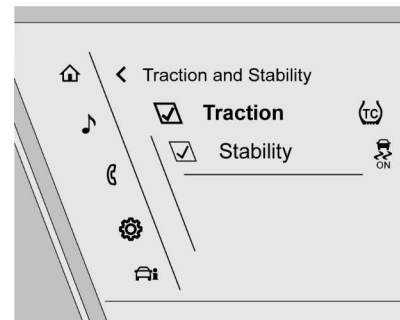 Traction and Stability
Traction
TC
Stability
ON